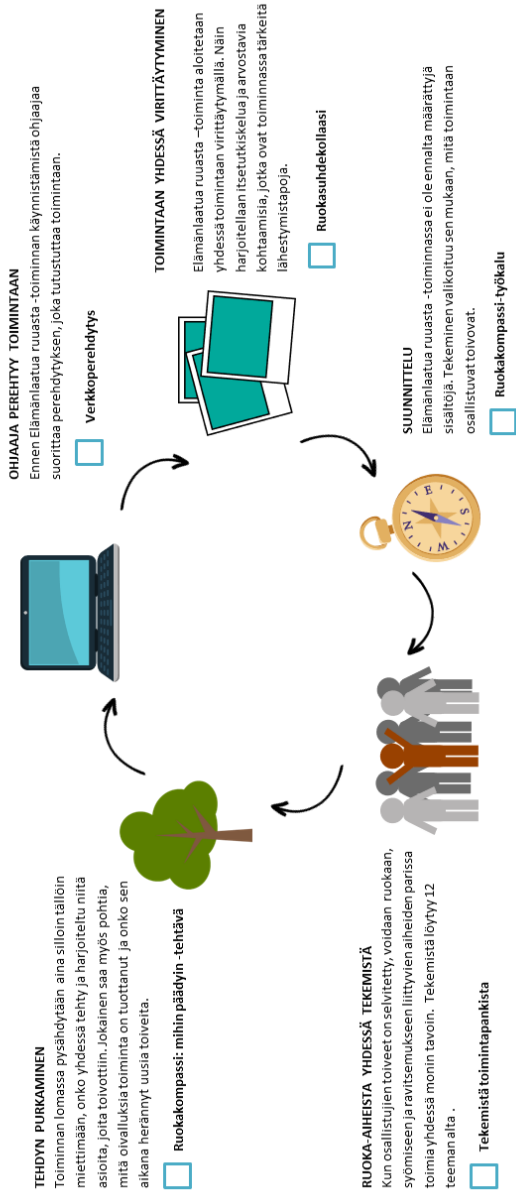 OHJAAJA PEREHTYY TOIMINTAAN
Ennen Elämänlaatua ruuasta -toiminnan käynnistämistä ohjaajaa
suorittaa perehdytyksen, joka tutustuttaa toimintaan.
Verkkoperehdytys
TOIMINTAAN YHDESSÄ VIRITTÄYTYMINEN
Elämänlaatua ruuasta –toiminta aloitetaan
yhdessä toimintaan virittäytymällä. Näin
harjoitellaan itsetutkiskelua ja arvostavia
kohtaamisia, jotka ovat toiminnassa tärkeitä
lähestymistapoja.
Ruokasuhdekollaasi
SUUNNITTELU
Elämänlaatua ruuasta -toiminnassa ei ole ennalta määrättyjä
sisältöjä. Tekeminen valikoituu sen mukaan, mitä toimintaan
osallistuvat toivovat.
Ruokakompassi-työkalu
N
E
S
W
RUOKA-AIHEISTA YHDESSÄ TEKEMISTÄ
Kun osallistujien toiveet on selvitetty, voidaan ruokaan,
syömiseen ja ravitsemukseen liittyvien aiheiden parissa
toimia yhdessä monin tavoin. Tekemistä löytyy 12
teeman alta .
Tekemistä toimintapankista
TEHDYN PURKAMINEN
Toiminnan lomassa pysähdytään aina silloin tällöin
miettimään, onko yhdessä tehty ja harjoiteltu niitä
asioita, joita toivottiin. Jokainen saa myös pohtia,
mitä oivalluksia toiminta on tuottanut ja onko sen
aikana herännyt uusia toiveita.
Ruokakompassi: mihin päädyin -tehtävä